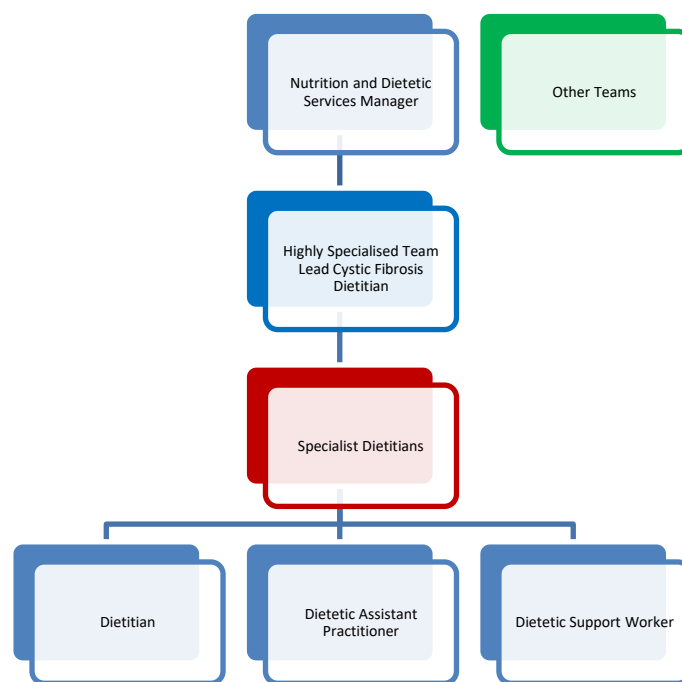 Nutrition and Dietetic
Services Manager
Other Teams
Highly Specialised Team
Lead Cystic Fibrosis
Dietitian
Specialist Dietitians
Dietitian
Dietetic Assistant
Practitioner
Dietetic Support Worker